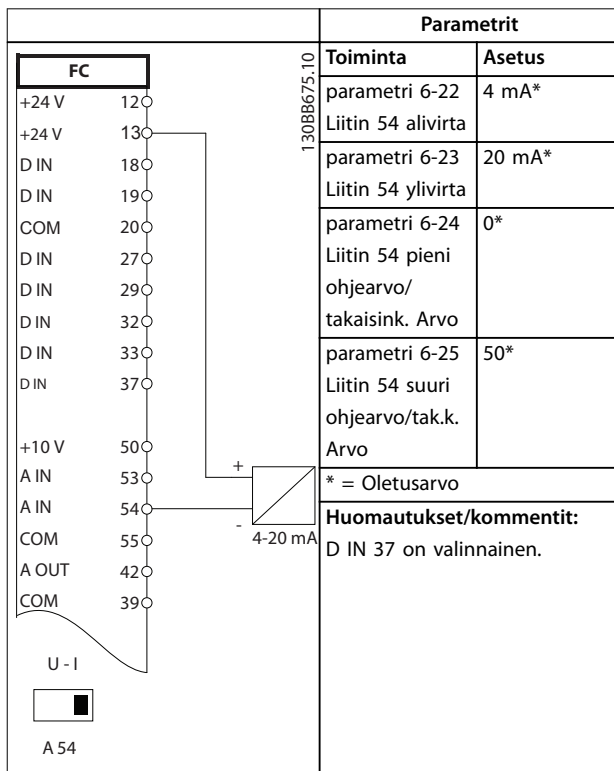 FC
+24 V 12
+24 V 13
D IN 18
D IN 19
COM 20
D IN 27
D IN 29
D IN 32
D IN 33
D IN 37
+10 V 50
A IN 53
A IN 54
COM 55
A OUT 42
COM 39
+
-
4-20 mA
U - I
A 54
130BB675.10
Parametrit
Toiminta Asetus
parametri 6-22 4 mA*
Liitin 54 alivirta
parametri 6-23 20 mA*
Liitin 54 ylivirta
parametri 6-24 0*
Liitin 54 pieni
ohjearvo/
takaisink. Arvo
parametri 6-25 50*
Liitin 54 suuri
ohjearvo/tak.k.
Arvo
* = Oletusarvo
Huomautukset/kommentit:
D IN 37 on valinnainen.